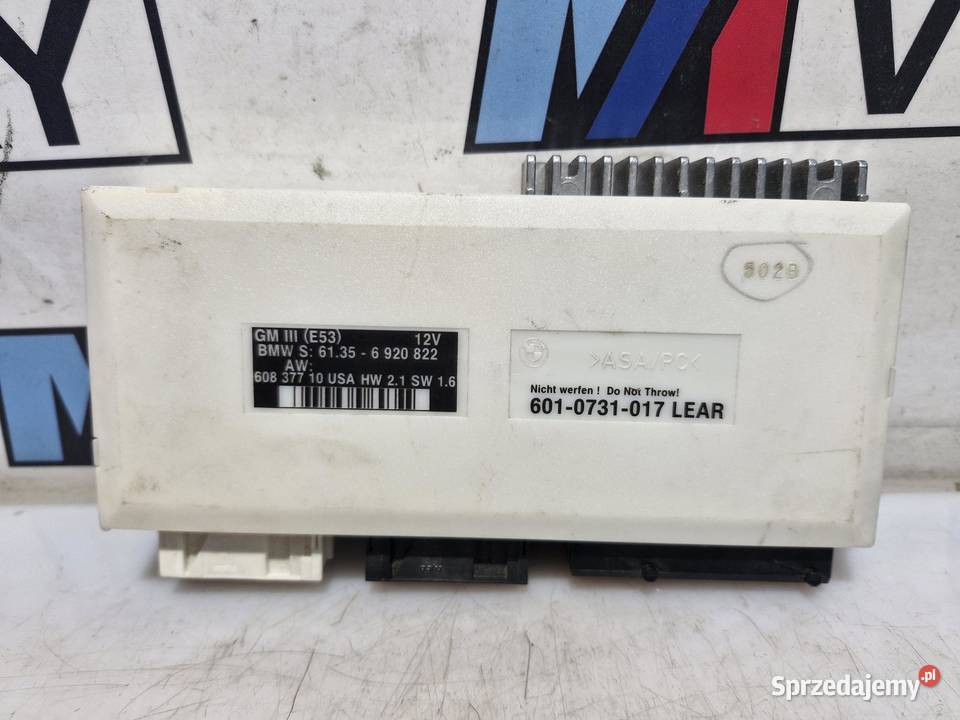 Y
M V
502B
GM III (E53) 12V
BMW S: 61.35 - 6 920 822
AW:
608 377 10 USA HW 2.1 SW 1.6
>ASA/PC<
Nicht werfen ! Do Not Throw!
601-0731-017 LEAR
Sprzedajemy.pl